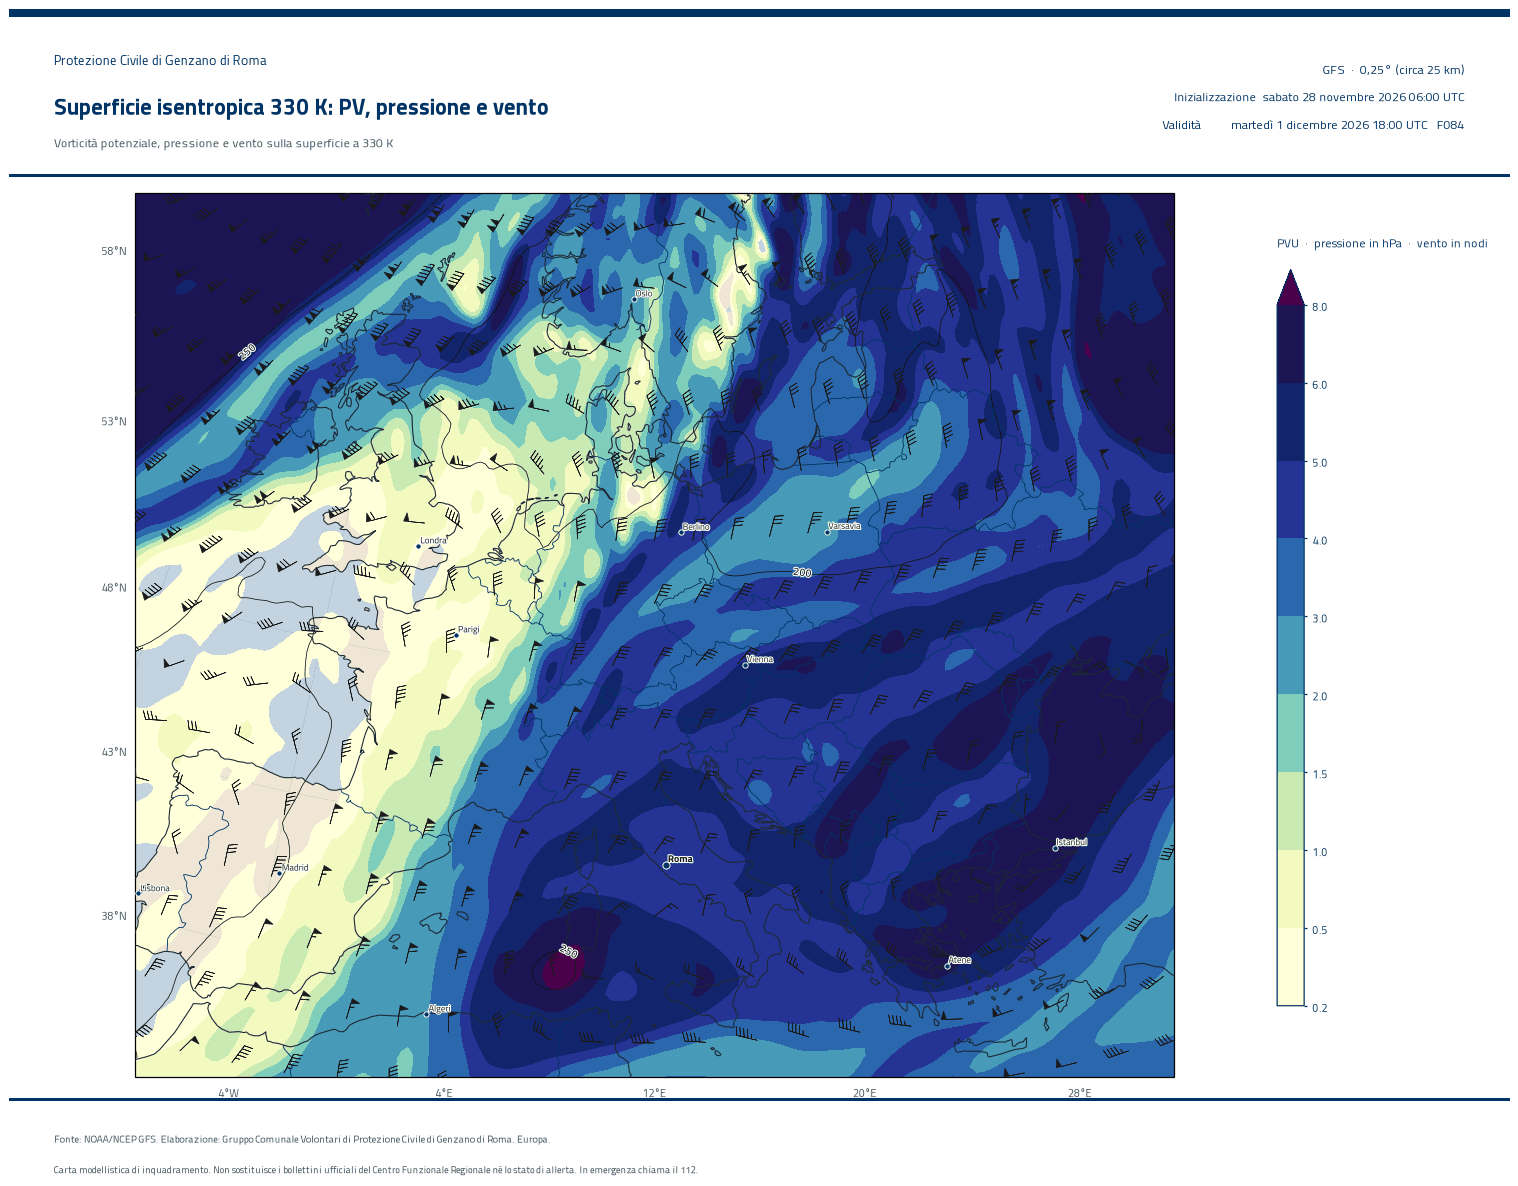 Protezione Civile di Genzano di Roma
Superficie isentropica 330 K: PV, pressione e vento
Vorticità potenziale, pressione e vento sulla superficie a 330 K
GFS · 0,25° (circa 25 km)
Inizializzazione sabato 28 novembre 2026 06:00 UTC
Validità martedì 1 dicembre 2026 18:00 UTC F084
PVU · pressione in hPa · vento in nodi
58°N
53°N
48°N
43°N
38°N
4°W
4°E
12°E
20°E
28°E
250
Oslo
Londra
Berlino
Varsavia
200
Parigi
Vienna
Madrid
Lisbona
Roma
Istanbul
250
Atene
Algeri
8.0
6.0
5.0
4.0
3.0
2.0
1.5
1.0
0.5
0.2
Fonte: NOAA/NCEP GFS. Elaborazione: Gruppo Comunale Volontari di Protezione Civile di Genzano di Roma. Europa.
Carta modellistica di inquadramento. Non sostituisce i bollettini ufficiali del Centro Funzionale Regionale né lo stato di allerta. In emergenza chiama il 112.